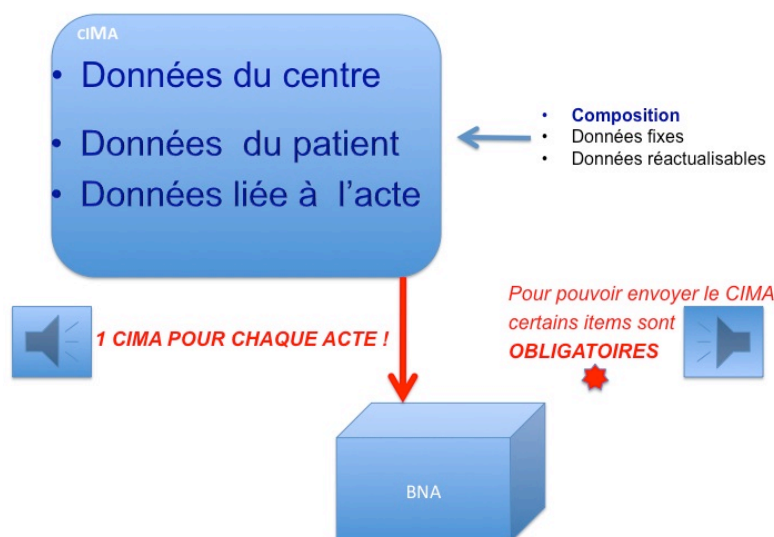 CIMA
• Données du centre
• Données du patient
• Données liée à l'acte
• Composition
• Données fixes
• Données réactualisables
1 CIMA POUR CHAQUE ACTE !
Pour pouvoir envoyer le CIMA
certains items sont
OBLIGATOIRES
BNA